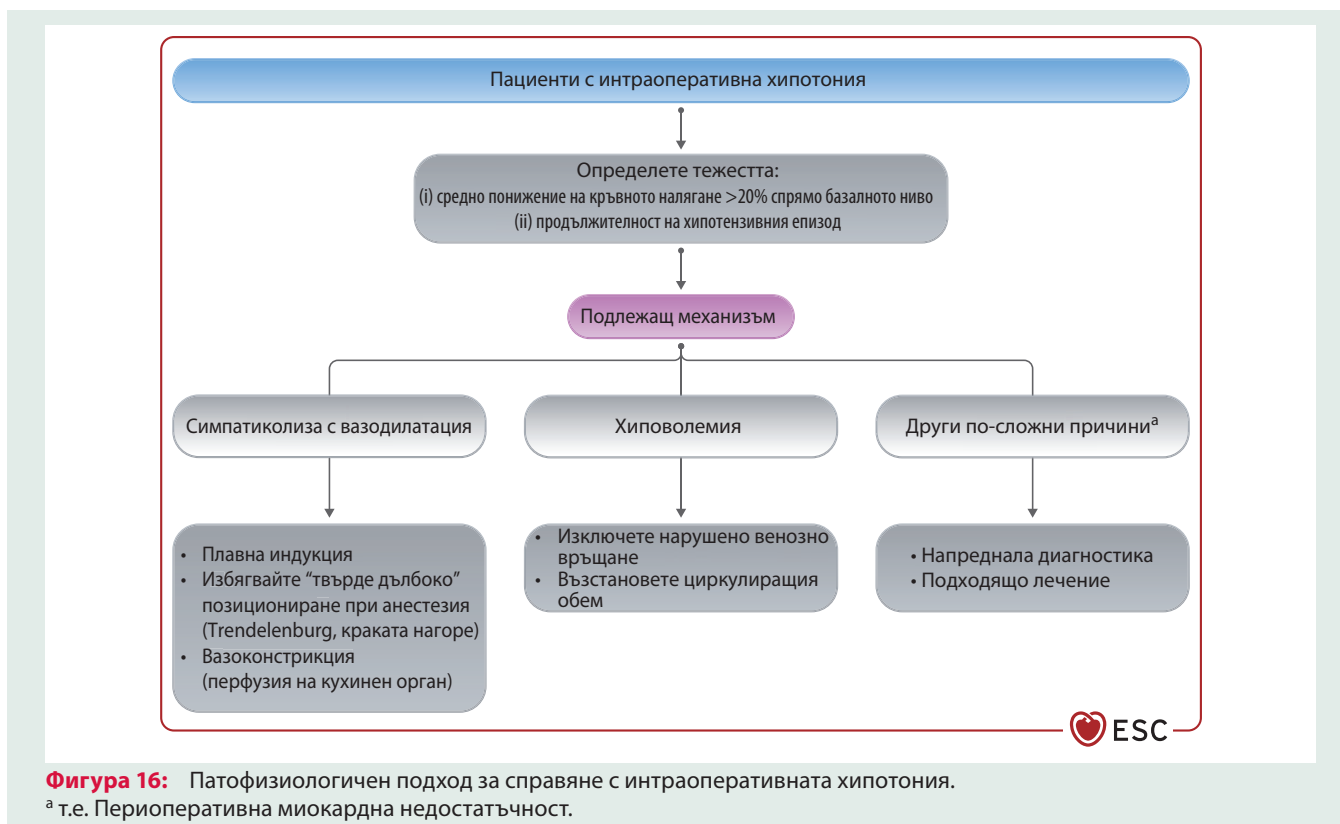 Пациенти с интраоперативна хипотония
Определете тежестта:
(i) средно понижение на кръвното налягане >20% спрямо базалното ниво
(ii) продължителност на хипотензивния епизод
Подлежащ механизъм
Симпатиколиза с вазодилатация
Хиповолемия
Други по-сложни причини^a
• Плавна индукция
• Избягвайте “твърде дълбоко”
позициониране при анестезия
(Trendelenburg, краката нагоре)
• Вазоконстрикция
(перфузия на кухинен орган)
• Изключете нарушено венозно
връщане
• Възстановете циркулиращия
обем
• Напреднала диагностика
• Подходящо лечение
ESC
Фигура 16: Патофизиологичен подход за справяне с интраоперативната хипотония.
^a т.е. Периоперативна миокардна недостатъчност.